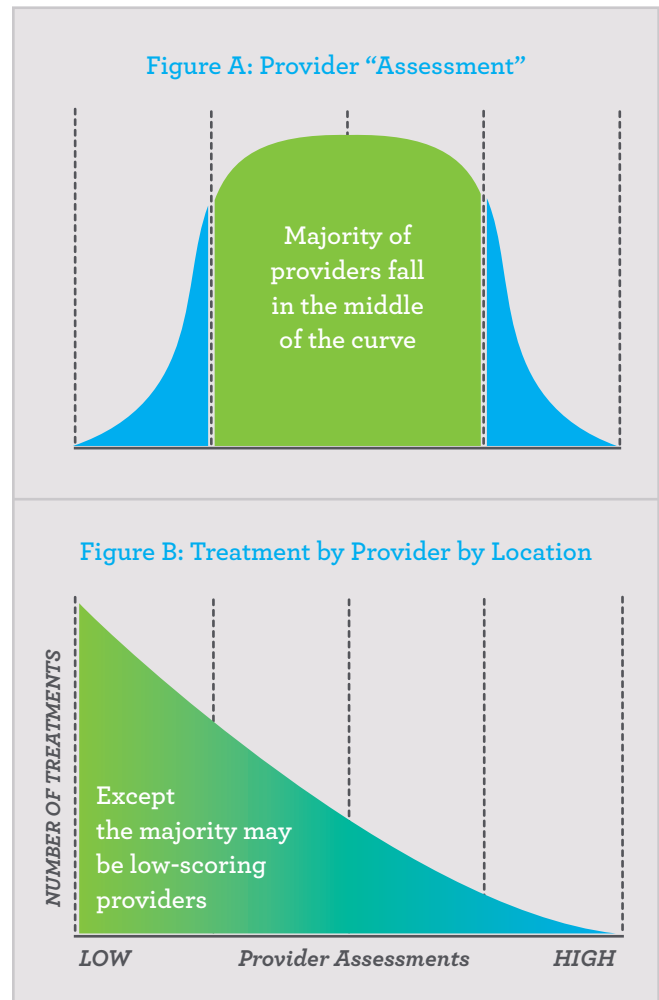 Figure A: Provider “Assessment”
Majority of
providers fall
in the middle
of the curve
Figure B: Treatment by Provider by Location
NUMBER OF TREATMENTS
Except
the majority may
be low-scoring
providers
LOW Provider Assessments HIGH